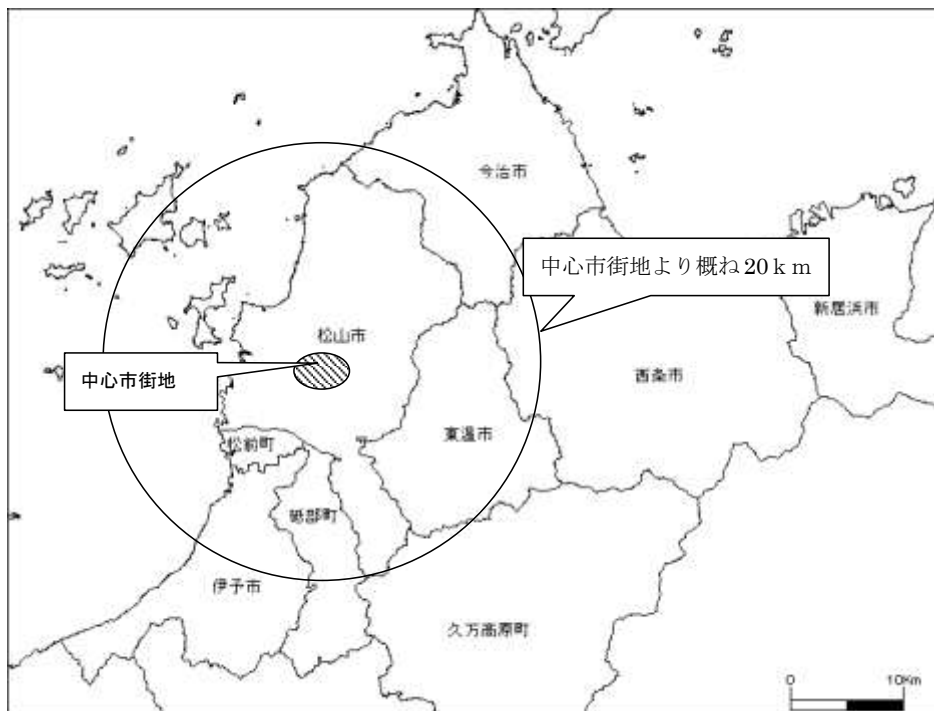 今治市
中心市街地より概ね20ｋｍ
新居浜市
松山市
中心市街地
西条市
東温市
松前町
砥部町
伊予市
久万高原町
0 10Km